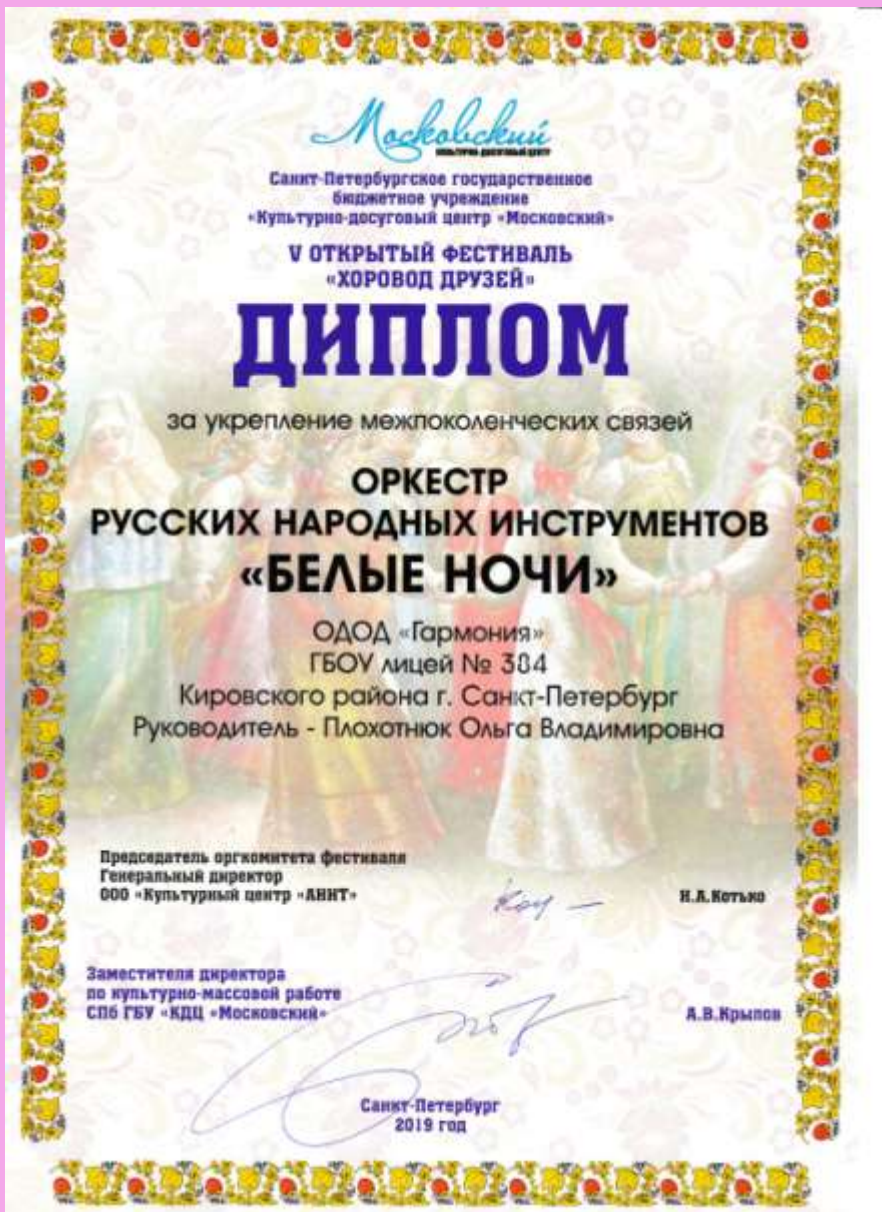 Московский
КУЛЬТУРНО-ДОСУГОВЫЙ ЦЕНТР
Санкт-Петербургское государственное
бюджетное учреждение
«Культурно-досуговый центр «Московский»
V ОТКРЫТЫЙ ФЕСТИВАЛЬ
«ХОРОВОД ДРУЗЕЙ»
ДИПЛОМ
за укрепление межпоколенческих связей
ОРКЕСТР
РУССКИХ НАРОДНЫХ ИНСТРУМЕНТОВ
«БЕЛЫЕ НОЧИ»
ОДОД «Гармония»
ГБОУ лицей № 384
Кировского района г. Санкт-Петербург
Руководитель - Плохотнюк Ольга Владимировна
Председатель оргкомитета фестиваля
Генеральный директор
ООО «Культурный центр «АНИТ»
Н.А.Котько
Заместителя директора
по культурно-массовой работе
СПб ГБУ «КДЦ «Московский»
А.В.Крылов
Санкт-Петербург
2019 год